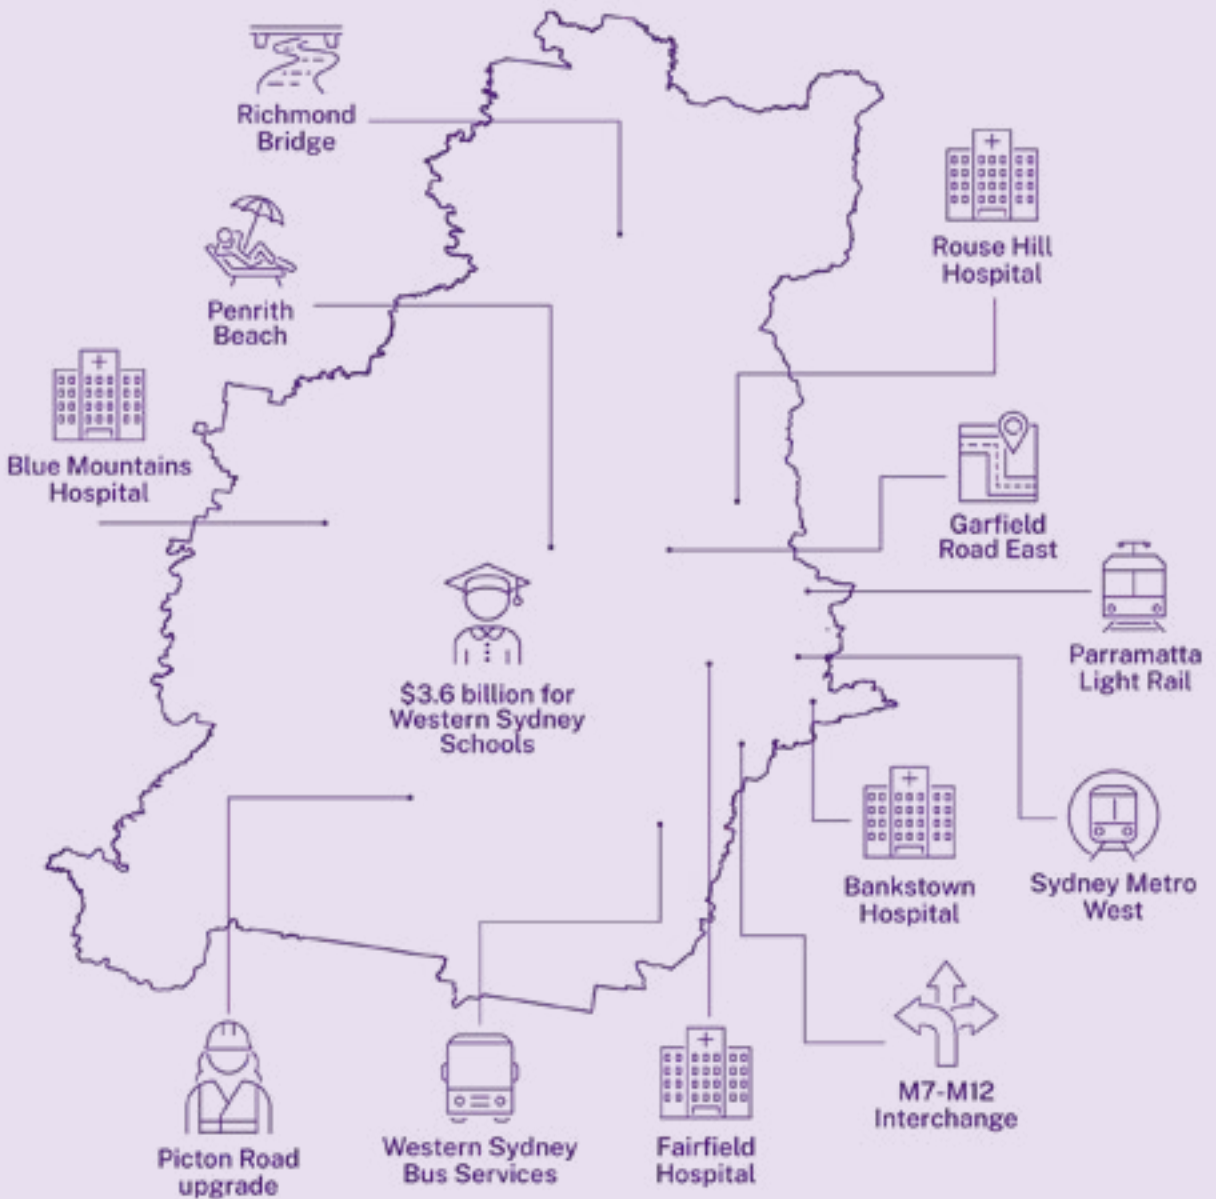 Richmond
Bridge
Rouse Hill
Hospital
Penrith
Beach
Blue Mountains
Hospital
Garfield
Road East
Parramatta
Light Rail
$3.6 billion for
Western Sydney
Schools
Bankstown
Hospital
Sydney Metro
West
M7-M12
Interchange
Picton Road
upgrade
Western Sydney
Bus Services
Fairfield
Hospital